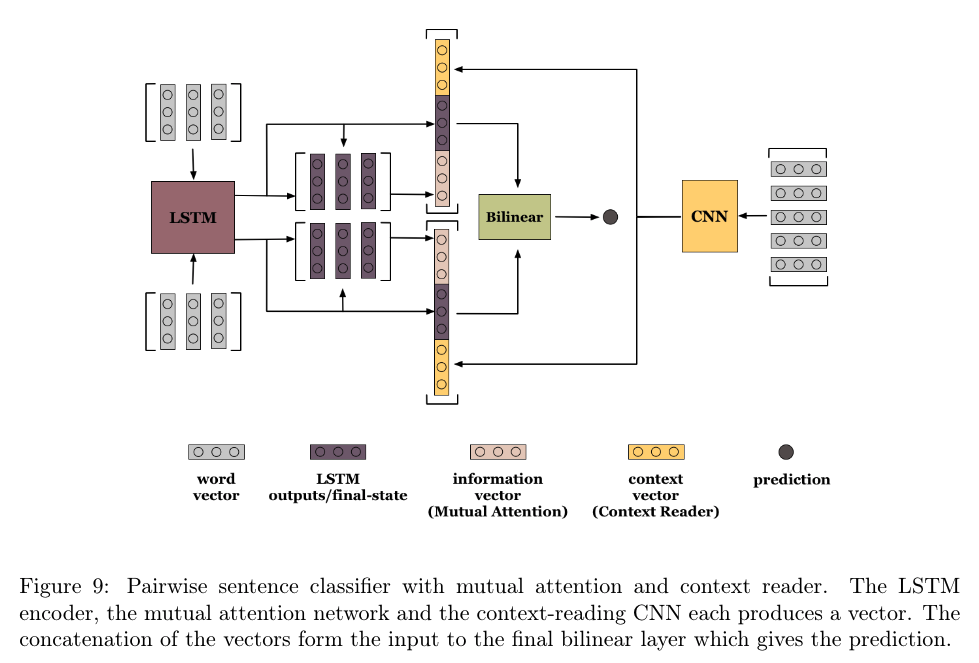 LSTM
Bilinear
CNN
word
vector
LSTM
outputs/final-state
information
vector
(Mutual Attention)
context
vector
(Context Reader)
prediction
Figure 9: Pairwise sentence classifier with mutual attention and context reader. The LSTM
encoder, the mutual attention network and the context-reading CNN each produces a vector. The
concatenation of the vectors form the input to the final bilinear layer which gives the prediction.